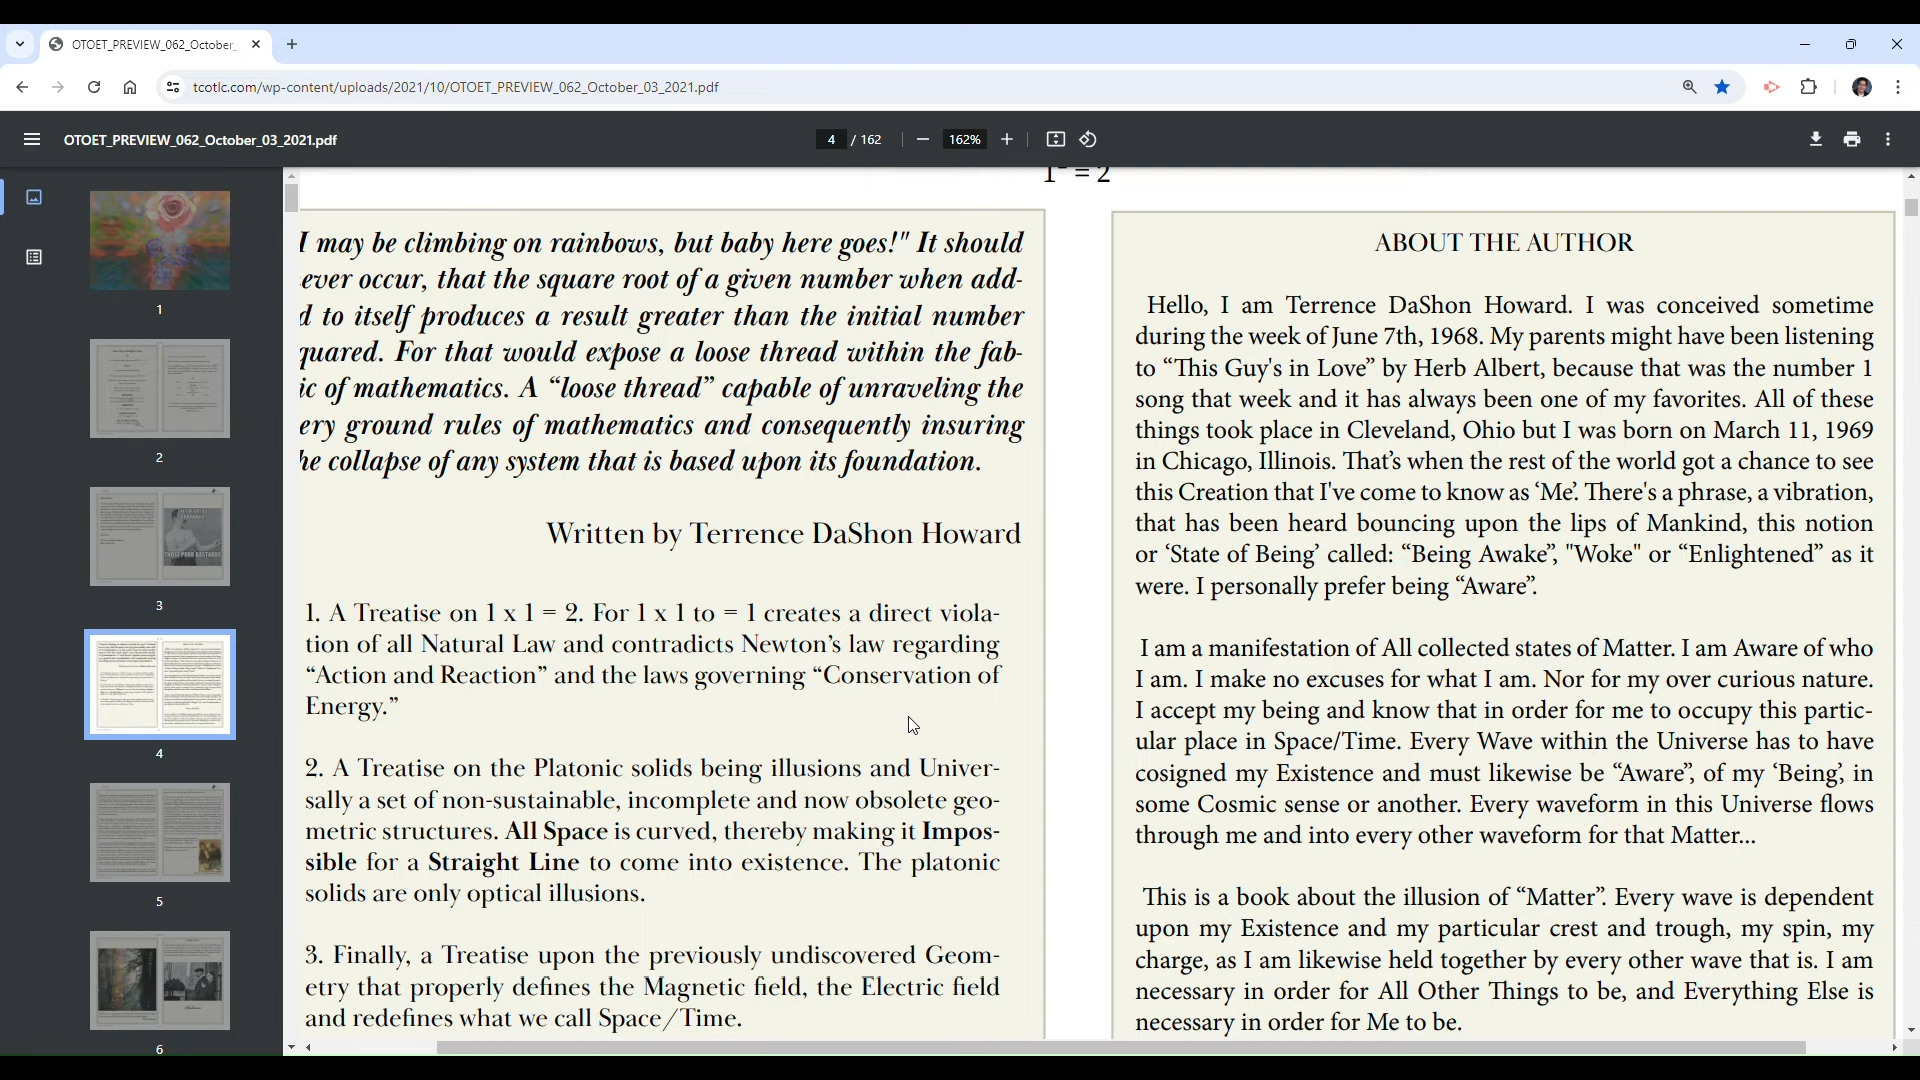 OTOET_PREVIEW_062_October_
tcotlc.com/wp-content/uploads/2021/10/OTOET_PREVIEW_062_October_03_2021.pdf
OTOET_PREVIEW_062_October_03_2021.pdf
4 / 162
162%
1
2
3
4
5
6
= 2
I may be climbing on rainbows, but baby here goes!" It should
ever occur, that the square root of a given number when add-
d to itself produces a result greater than the initial number
quared. For that would expose a loose thread within the fab-
ic of mathematics. A “loose thread” capable of unraveling the
ery ground rules of mathematics and consequently insuring
he collapse of any system that is based upon its foundation.
Written by Terrence DaShon Howard
1. A Treatise on 1 x 1 = 2. For 1 x 1 to = 1 creates a direct viola-
tion of all Natural Law and contradicts Newton’s law regarding
“Action and Reaction” and the laws governing “Conservation of
Energy.”
2. A Treatise on the Platonic solids being illusions and Univer-
sally a set of non-sustainable, incomplete and now obsolete geo-
metric structures. All Space is curved, thereby making it Impos-
sible for a Straight Line to come into existence. The platonic
solids are only optical illusions.
3. Finally, a Treatise upon the previously undiscovered Geom-
etry that properly defines the Magnetic field, the Electric field
and redefines what we call Space/Time.
ABOUT THE AUTHOR
Hello, I am Terrence DaShon Howard. I was conceived sometime
during the week of June 7th, 1968. My parents might have been listening
to “This Guy's in Love” by Herb Albert, because that was the number 1
song that week and it has always been one of my favorites. All of these
things took place in Cleveland, Ohio but I was born on March 11, 1969
in Chicago, Illinois. That’s when the rest of the world got a chance to see
this Creation that I've come to know as ‘Me’. There's a phrase, a vibration,
that has been heard bouncing upon the lips of Mankind, this notion
or ‘State of Being’ called: “Being Awake”, "Woke" or “Enlightened” as it
were. I personally prefer being “Aware”.
I am a manifestation of All collected states of Matter. I am Aware of who
I am. I make no excuses for what I am. Nor for my over curious nature.
I accept my being and know that in order for me to occupy this partic-
ular place in Space/Time. Every Wave within the Universe has to have
cosigned my Existence and must likewise be “Aware”, of my ‘Being’, in
some Cosmic sense or another. Every waveform in this Universe flows
through me and into every other waveform for that Matter...
This is a book about the illusion of “Matter”. Every wave is dependent
upon my Existence and my particular crest and trough, my spin, my
charge, as I am likewise held together by every other wave that is. I am
necessary in order for All Other Things to be, and Everything Else is
necessary in order for Me to be.